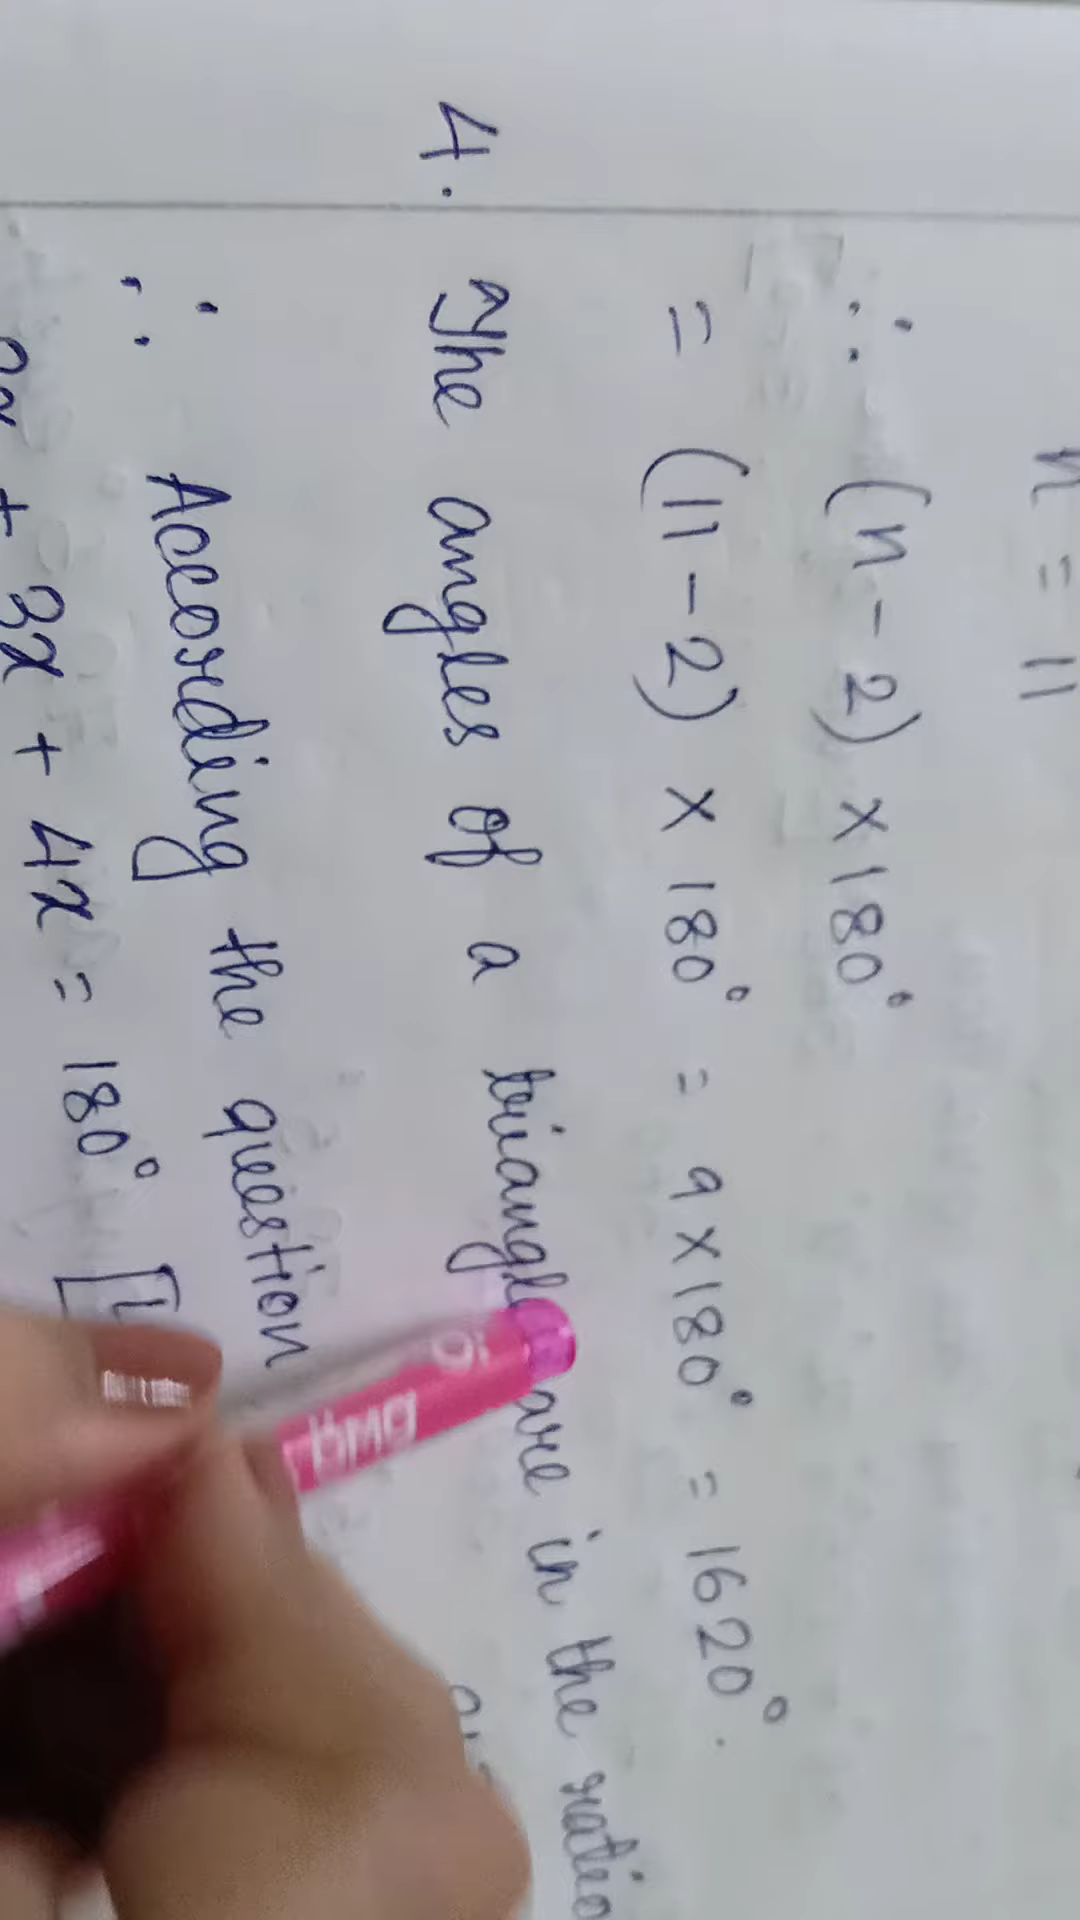 n = 11
∴ (n - 2) × 180°
= (11 - 2) × 180° = 9 × 180° = 1620°.
4. The angles of a triangle are in the ratio
∴ According the question
+ 3x + 4x = 180° [